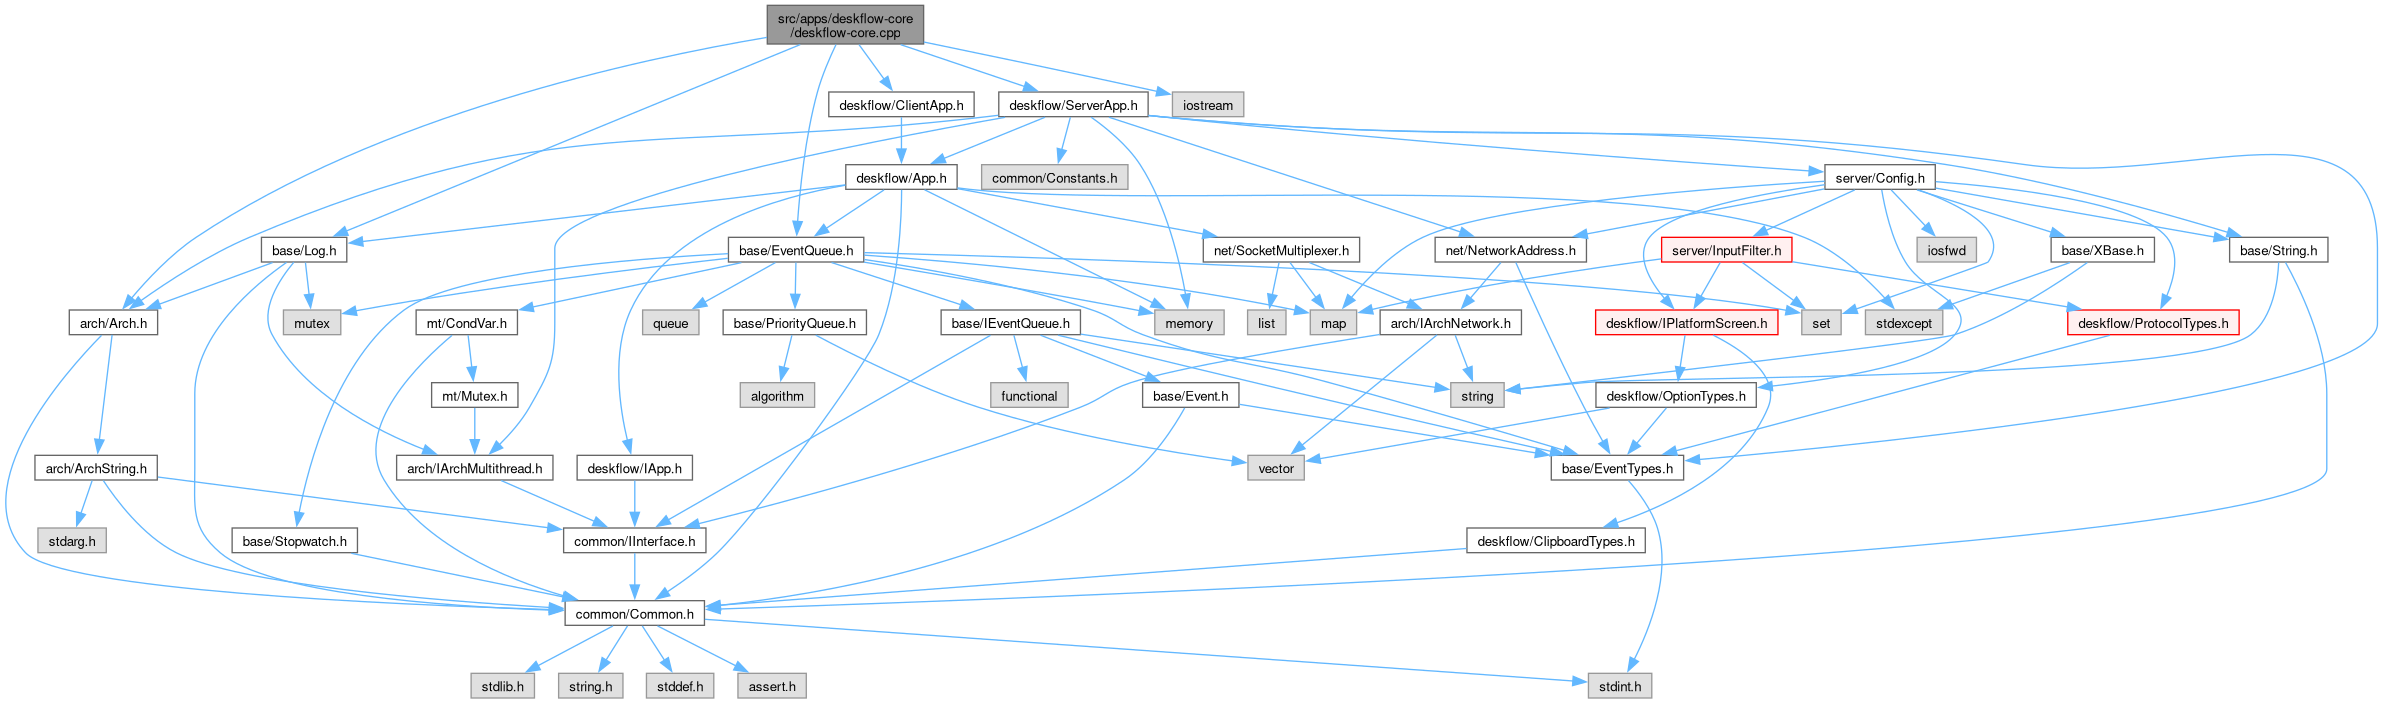 src/apps/deskflow-core
/deskflow-core.cpp
deskflow/ClientApp.h
deskflow/ServerApp.h
iostream
deskflow/App.h
common/Constants.h
server/Config.h
base/Log.h
base/EventQueue.h
net/SocketMultiplexer.h
net/NetworkAddress.h
server/InputFilter.h
iosfwd
base/XBase.h
base/String.h
arch/Arch.h
mutex
mt/CondVar.h
queue
base/PriorityQueue.h
base/IEventQueue.h
memory
list
map
arch/IArchNetwork.h
deskflow/IPlatformScreen.h
set
stdexcept
deskflow/ProtocolTypes.h
mt/Mutex.h
algorithm
functional
base/Event.h
string
deskflow/OptionTypes.h
arch/ArchString.h
arch/IArchMultithread.h
deskflow/IApp.h
vector
base/EventTypes.h
stdarg.h
base/Stopwatch.h
common/IInterface.h
deskflow/ClipboardTypes.h
common/Common.h
stdlib.h
string.h
stddef.h
assert.h
stdint.h